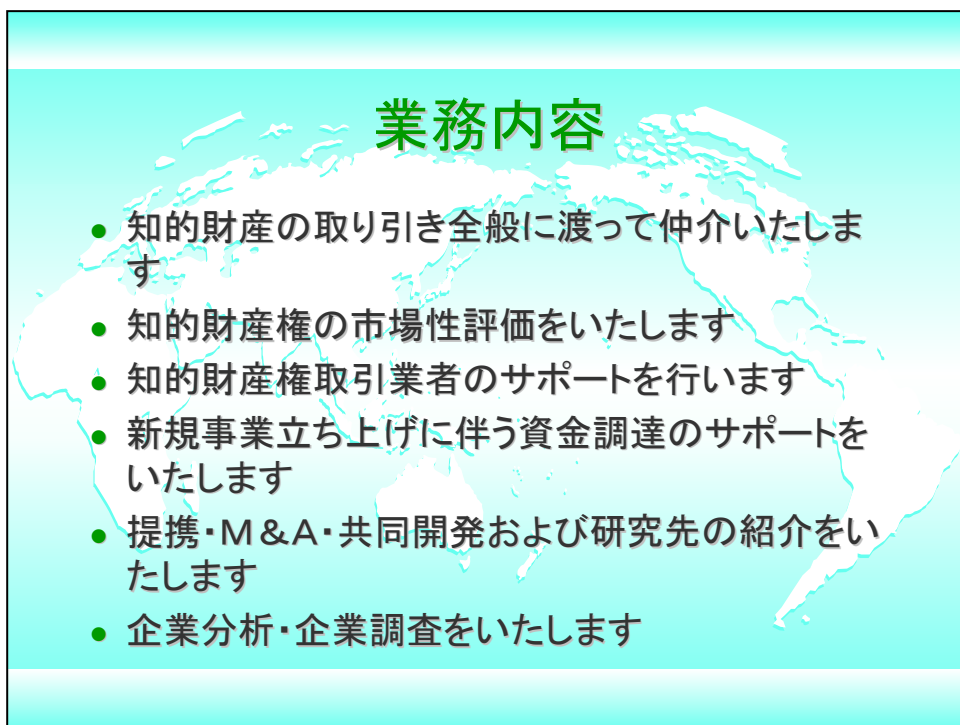 業務内容
● 知的財産の取り引き全般に渡って仲介いたしま
す
● 知的財産権の市場性評価をいたします
● 知的財産権取引業者のサポートを行います
● 新規事業立ち上げに伴う資金調達のサポートを
いたします
● 提携・M＆A・共同開発および研究先の紹介をい
たします
● 企業分析・企業調査をいたします